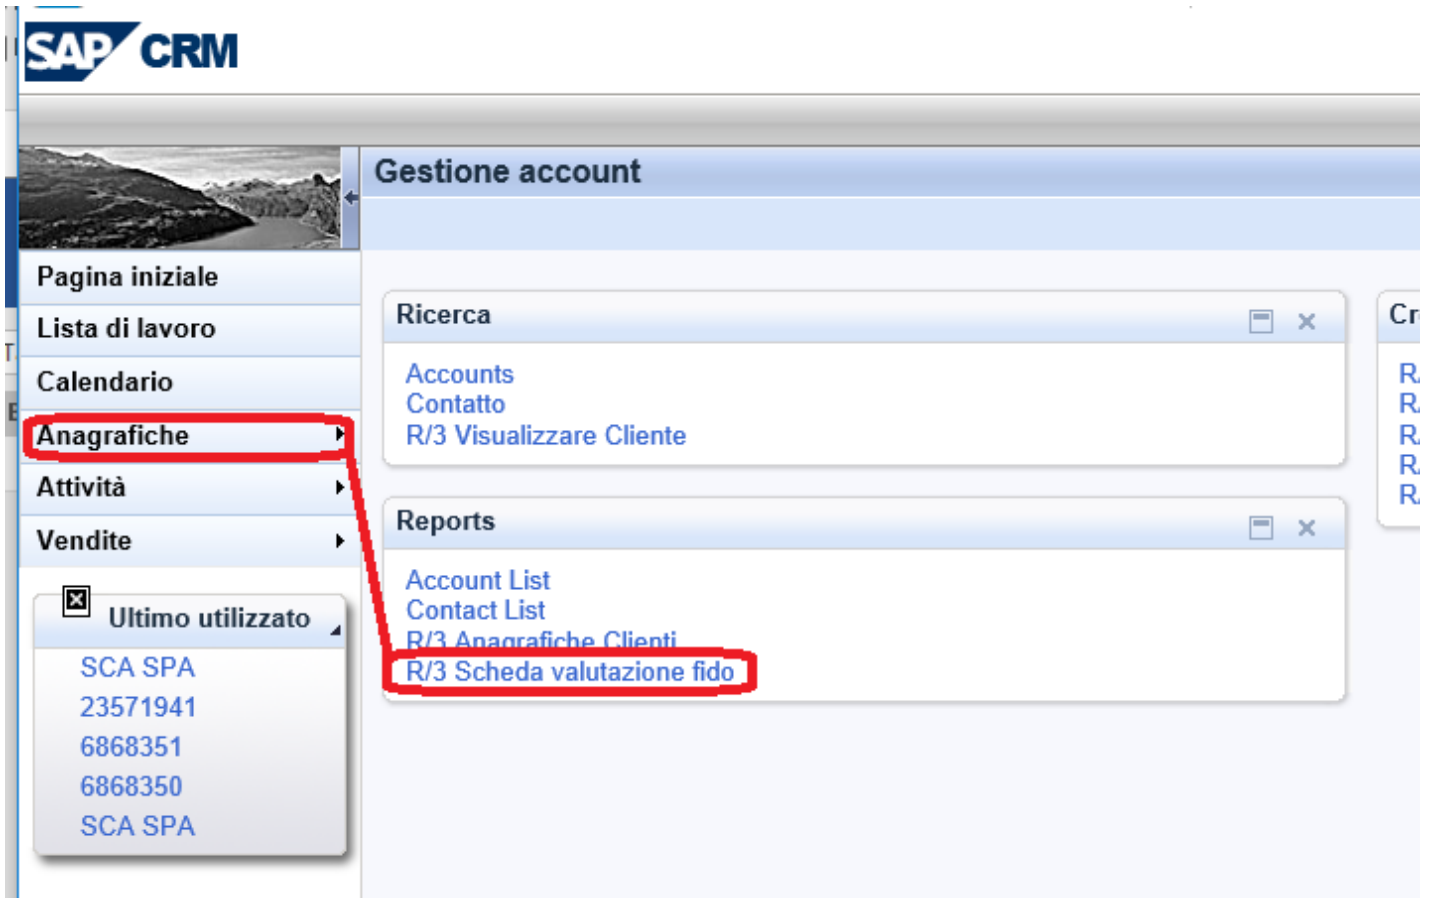 SAP CRM
Gestione account
Pagina iniziale
Lista di lavoro
Calendario
Anagrafiche
Attività
Vendite
Ultimo utilizzato
SCA SPA
23571941
6868351
6868350
SCA SPA
Ricerca
Accounts
Contatto
R/3 Visualizzare Cliente
Reports
Account List
Contact List
R/3 Anagrafiche Clienti
R/3 Scheda valutazione fido
Cr
R/
R/
R/
R/
R/